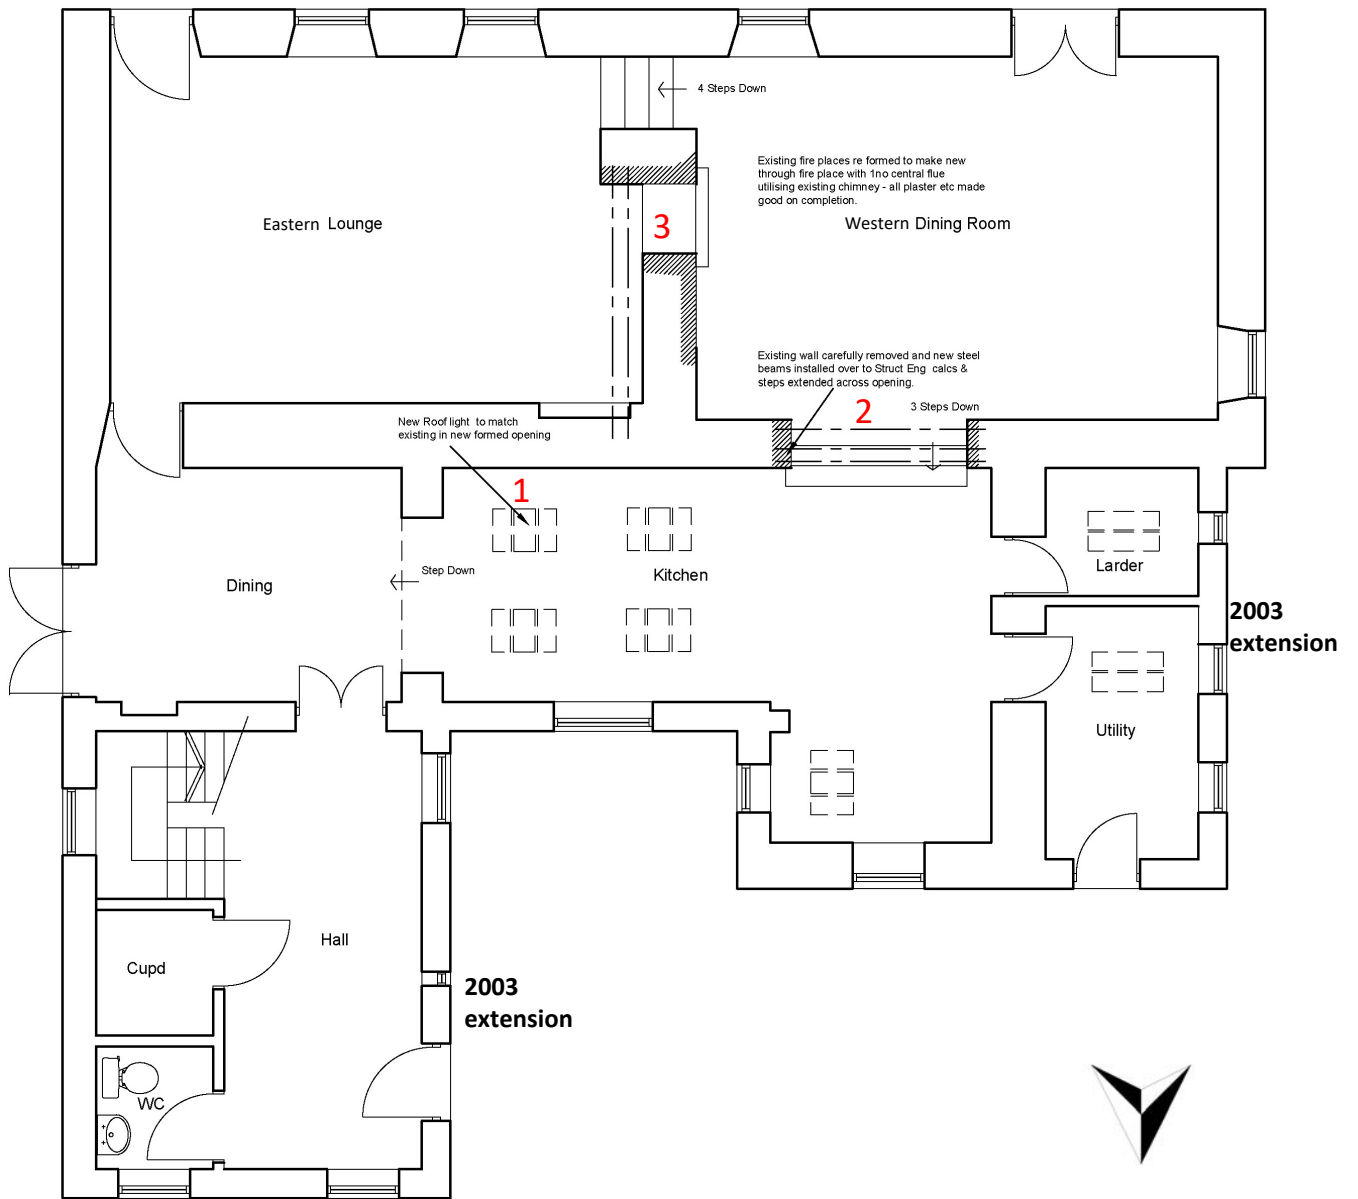 4 Steps Down
Existing fire places re formed to make new
through fire place with 1no central flue
utilising existing chimney - all plaster etc made
good on completion.
Eastern Lounge
3
Western Dining Room
Existing wall carefully removed and new steel
beams installed over to Struct Eng calcs &
steps extended across opening.
2
3 Steps Down
New Roof light to match
existing in new formed opening
1
Step Down
Dining
Kitchen
Larder
2003
extension
Utility
Hall
Cupd
2003
extension
WC